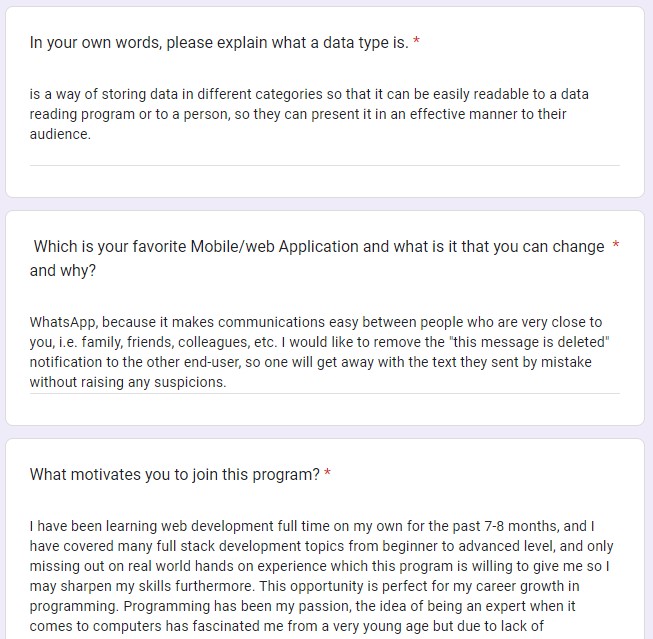 In your own words, please explain what a data type is. *
is a way of storing data in different categories so that it can be easily readable to a data
reading program or to a person, so they can present it in an effective manner to their
audience.
Which is your favorite Mobile/web Application and what is it that you can change *
and why?
WhatsApp, because it makes communications easy between people who are very close to
you, i.e. family, friends, colleagues, etc. I would like to remove the "this message is deleted"
notification to the other end-user, so one will get away with the text they sent by mistake
without raising any suspicions.
What motivates you to join this program? *
I have been learning web development full time on my own for the past 7-8 months, and I
have covered many full stack development topics from beginner to advanced level, and only
missing out on real world hands on experience which this program is willing to give me so I
may sharpen my skills furthermore. This opportunity is perfect for my career growth in
programming. Programming has been my passion, the idea of being an expert when it
comes to computers has fascinated me from a very young age but due to lack of